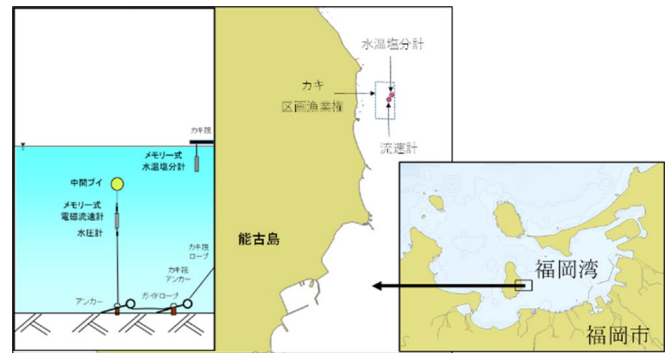 カキ筏
メモリー式
水温塩分計
中間ブイ
メモリー式
電磁流速計
水圧計
カキ筏
ロープ
カキ筏
アンカー
アンカー
ガイドロープ
水温塩分計
カキ
区画漁業権
流速計
能古島
福岡湾
福岡市